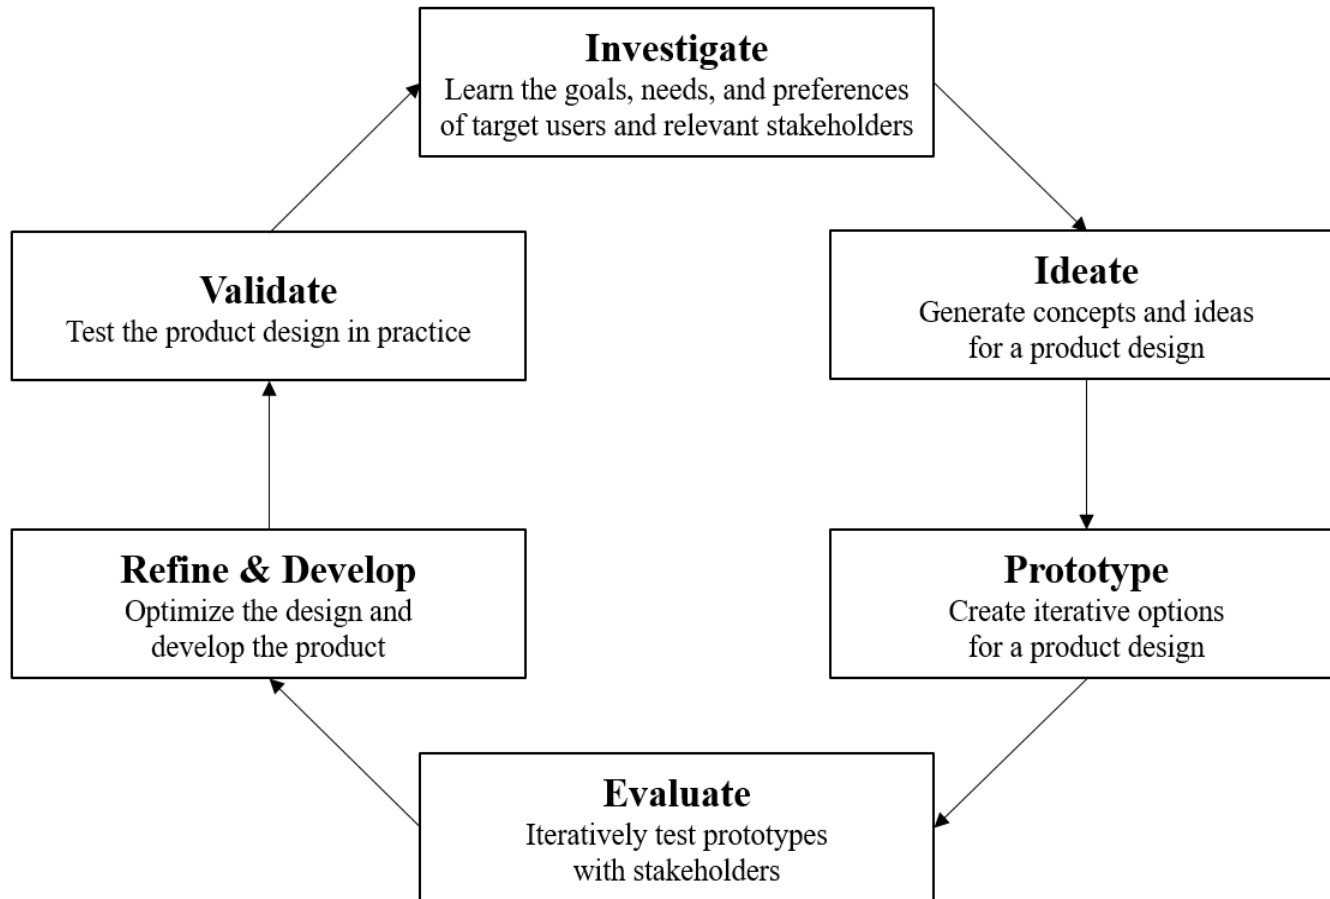 Investigate
Learn the goals, needs, and preferences
of target users and relevant stakeholders
Ideate
Generate concepts and ideas
for a product design
Prototype
Create iterative options
for a product design
Evaluate
Iteratively test prototypes
with stakeholders
Refine & Develop
Optimize the design and
develop the product
Validate
Test the product design in practice